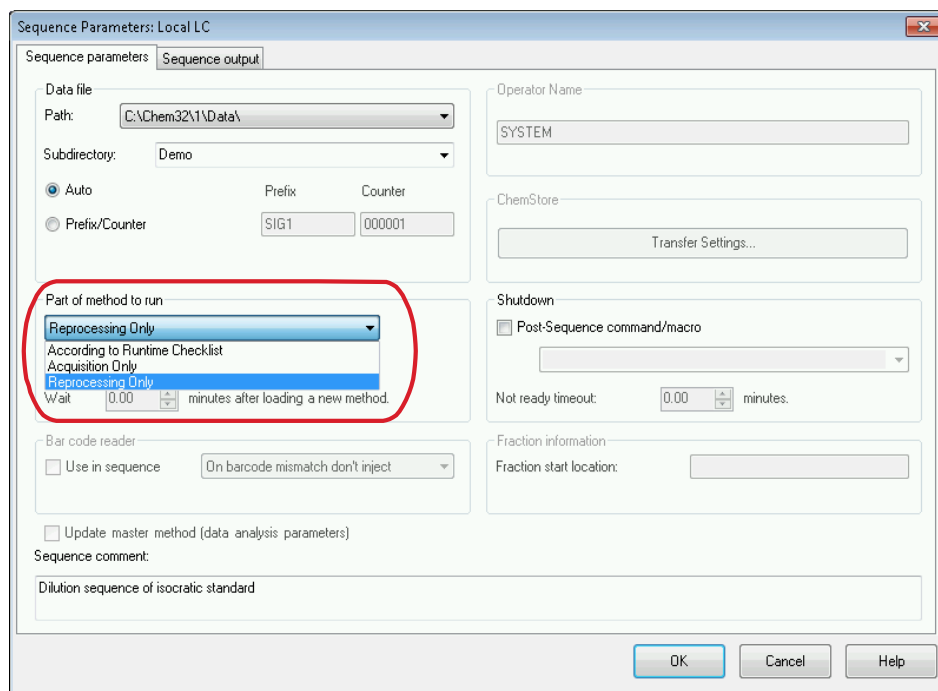 Sequence Parameters: Local LC
Sequence parameters
Sequence output
Data file
Path:
C:\Chem32\1\Data\
Subdirectory:
Demo
Auto
Prefix
Counter
Prefix/Counter
SIG1
000001
Operator Name
SYSTEM
ChemStore
Transfer Settings...
Part of method to run
Reprocessing Only
According to Runtime Checklist
Acquisition Only
Reprocessing Only
Wait
0.00
minutes after loading a new method.
Shutdown
Post-Sequence command/macro
Not ready timeout:
0.00
minutes.
Bar code reader
Use in sequence
On barcode mismatch don't inject
Fraction information
Fraction start location:
Update master method (data analysis parameters)
Sequence comment:
Dilution sequence of isocratic standard
OK
Cancel
Help